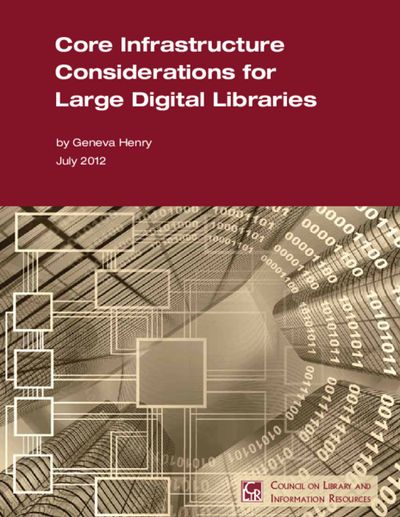 Core Infrastructure
Considerations for
Large Digital Libraries
by Geneva Henry
July 2012
COUNCIL ON LIBRARY AND
INFORMATION RESOURCES